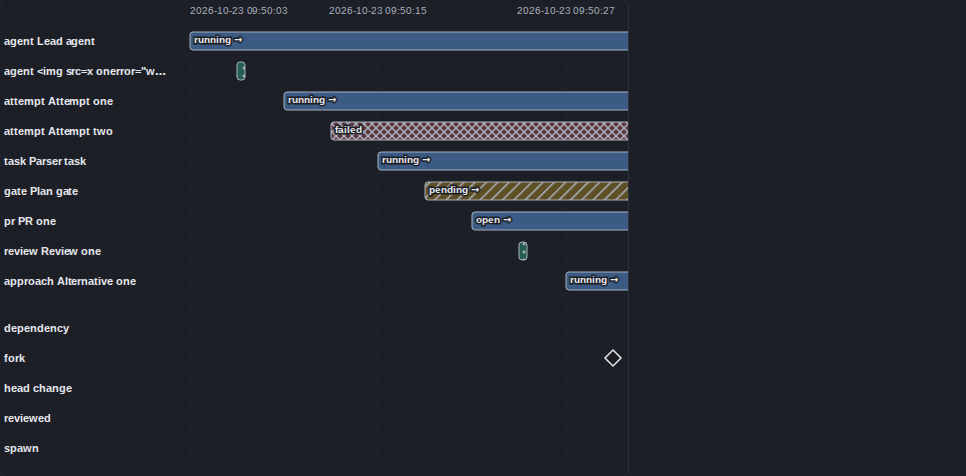 2026-10-23 09:50:03 2026-10-23 09:50:15 2026-10-23 09:50:27
agent Lead agent running →
agent <img src=x onerror="w...
attempt Attempt one running →
attempt Attempt two failed
task Parser task running →
gate Plan gate pending →
pr PR one open →
review Review one
approach Alternative one running →
dependency
fork
head change
reviewed
spawn